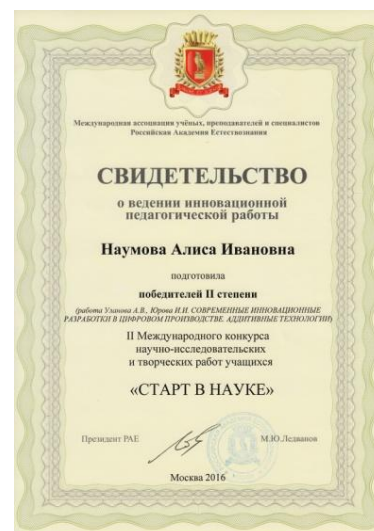 Международная ассоциация учёных, преподавателей и специалистов
Российская Академия Естествознания
СВИДЕТЕЛЬСТВО
о ведении инновационной
педагогической работы
Наумова Алиса Ивановна
подготовила
победителей II степени
(работа Уланова А.В., Юрова И.И. СОВРЕМЕННЫЕ ИННОВАЦИОННЫЕ
РАЗРАБОТКИ В ЦИФРОВОМ ПРОИЗВОДСТВЕ. АДДИТИВНЫЕ ТЕХНОЛОГИИ)
II Международного конкурса
научно-исследовательских
и творческих работ учащихся
«СТАРТ В НАУКЕ»
Президент РАЕ
М.Ю.Ледванов
Москва 2016